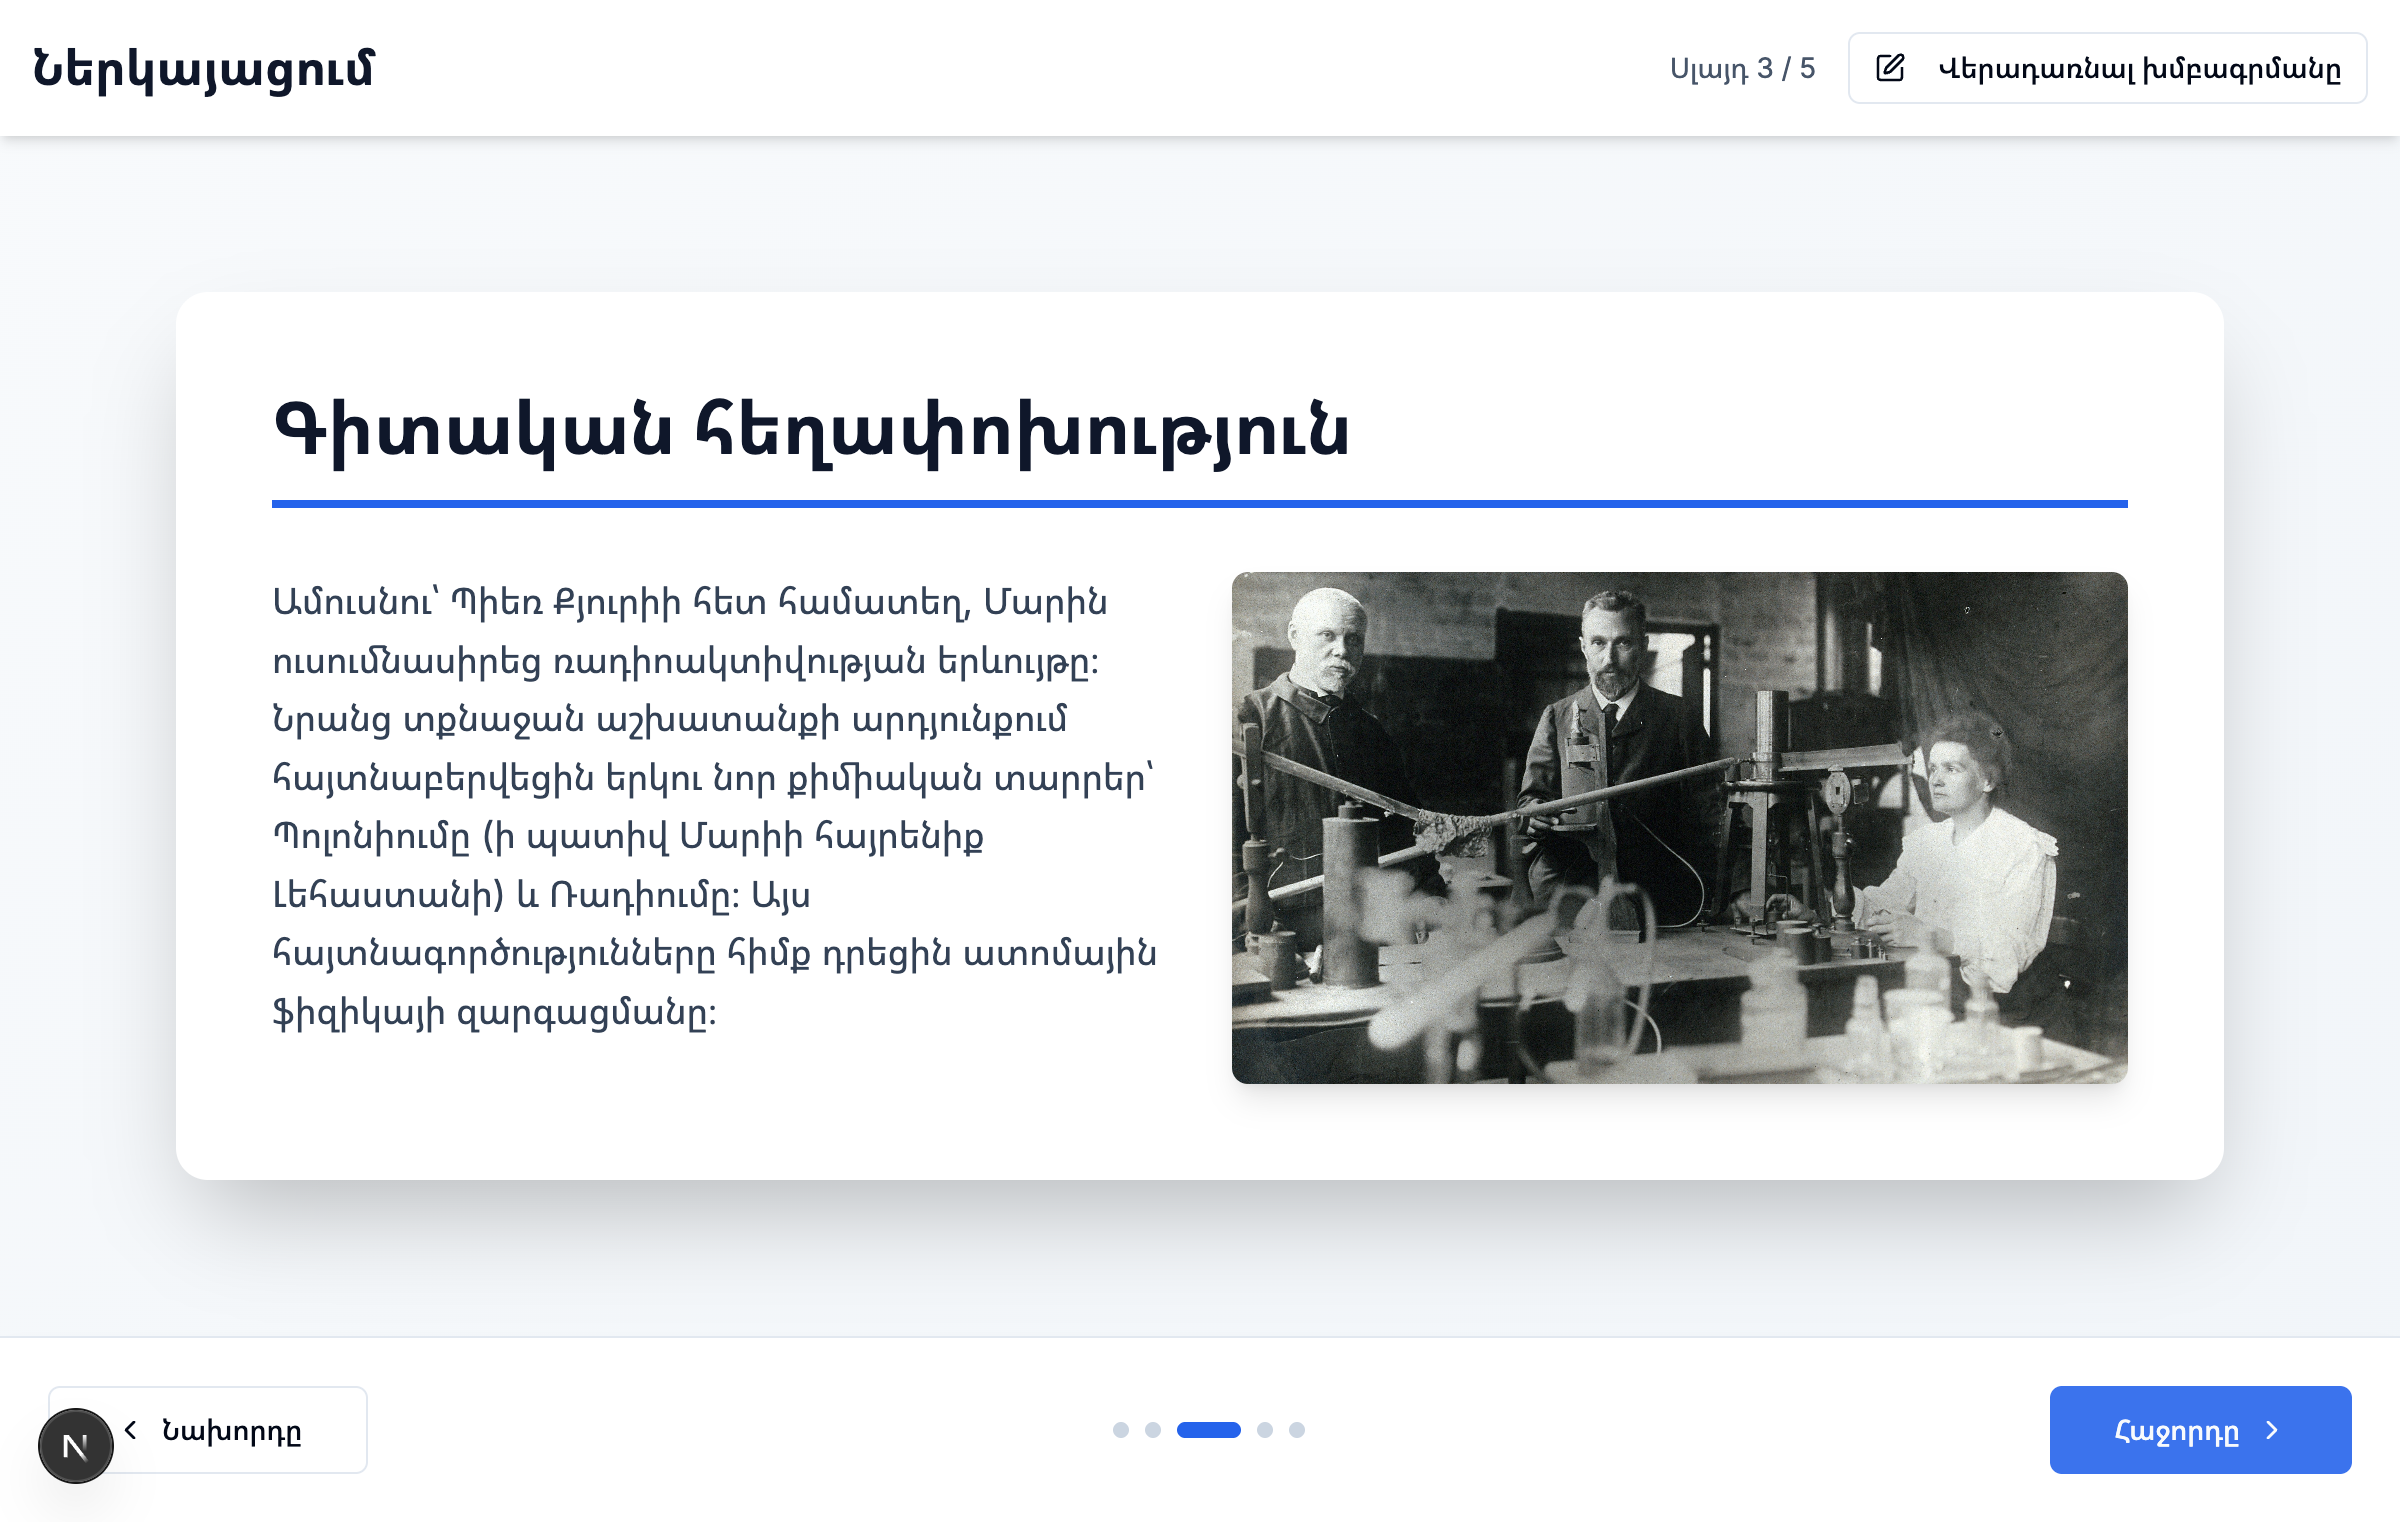 Ներկայացում
Սլայդ 3 / 5
Վերադառնալ խմբագրմանը
Գիտական հեղափոխություն
Ամուսնու՝ Պիեռ Քյուրիի հետ համատեղ, Մարին
ուսումնասիրեց ռադիոակտիվության երևույթը։
Նրանց տքնաջան աշխատանքի արդյունքում
հայտնաբերվեցին երկու նոր քիմիական տարրեր՝
Պոլոնիումը (ի պատիվ Մարիի հայրենիք
Լեհաստանի) և Ռադիումը։ Այս
հայտնագործությունները հիմք դրեցին ատոմային
ֆիզիկայի զարգացմանը։
N
Նախորդը
Հաջորդը